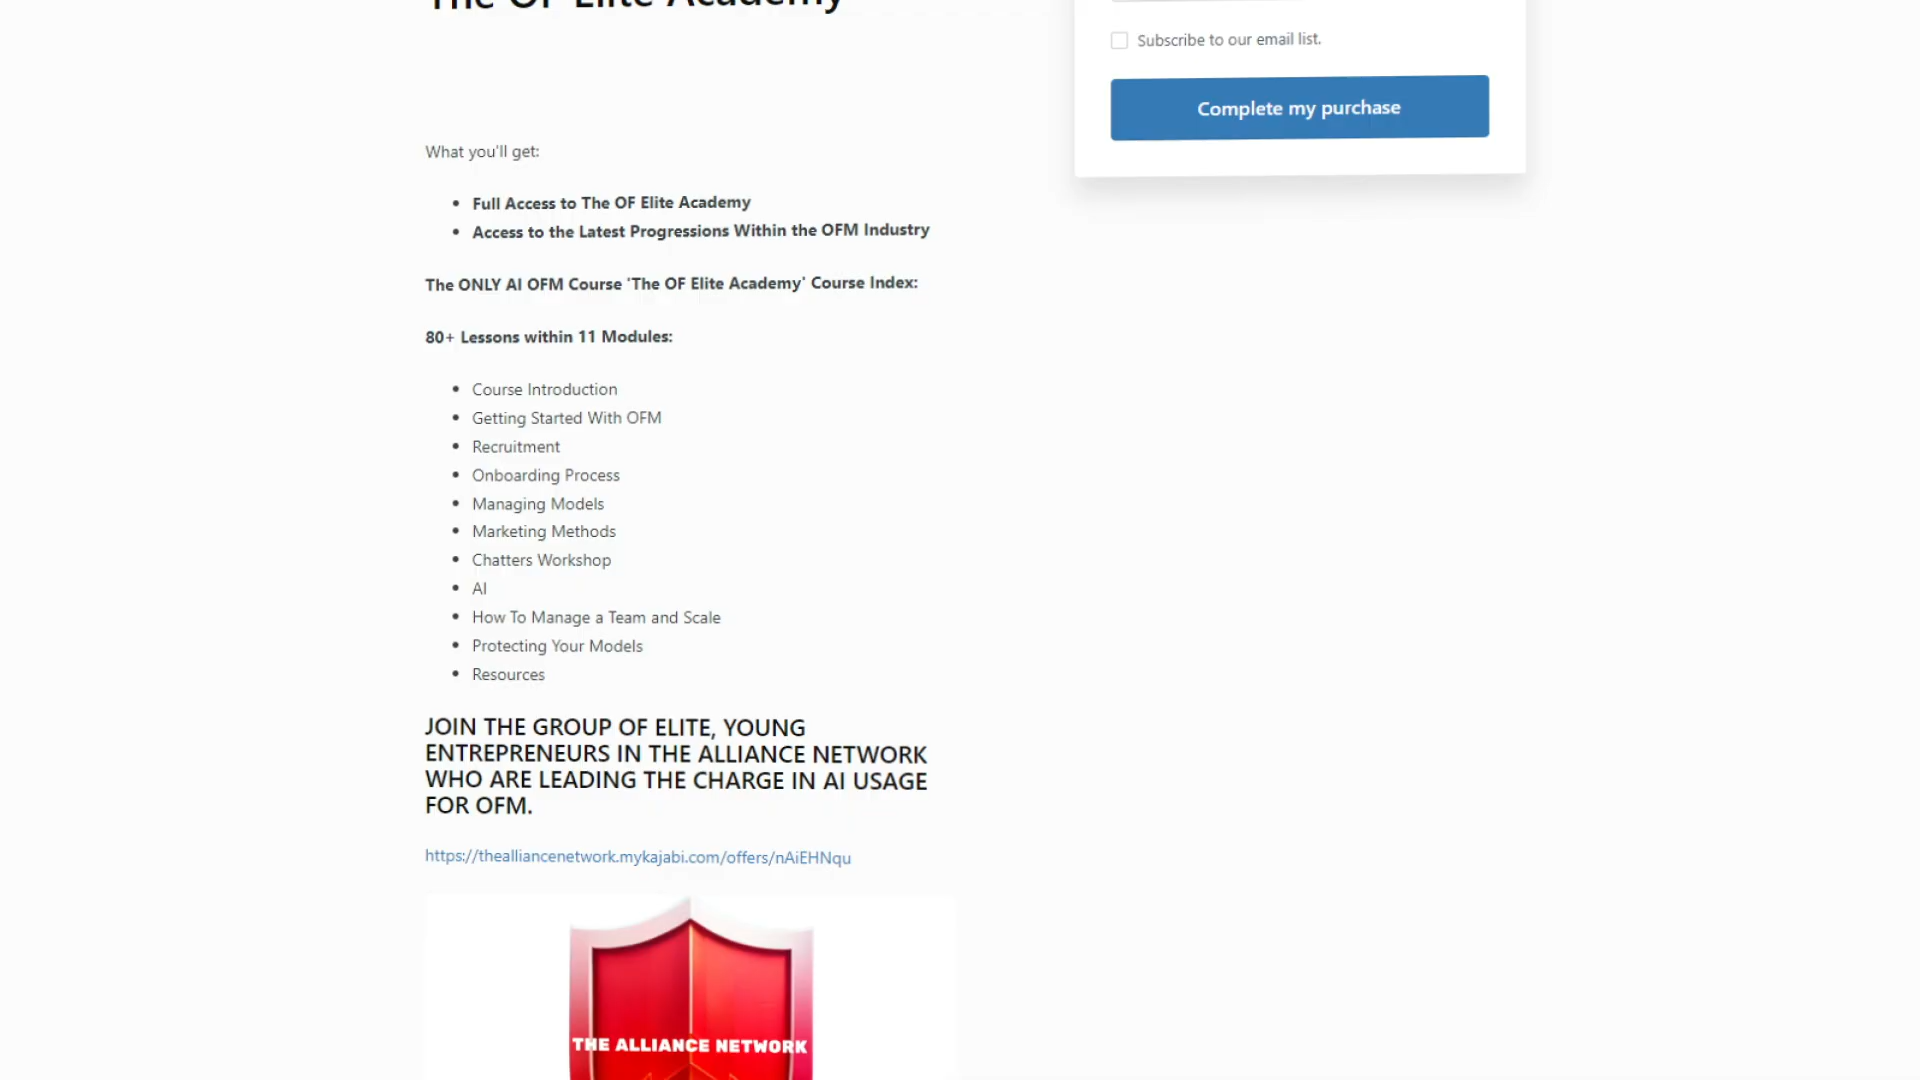 The OF Elite Academy
Subscribe to our email list.
Complete my purchase
What you'll get:
Full Access to The OF Elite Academy
Access to the Latest Progressions Within the OFM Industry
The ONLY AI OFM Course 'The OF Elite Academy' Course Index:
80+ Lessons within 11 Modules:
Course Introduction
Getting Started With OFM
Recruitment
Onboarding Process
Managing Models
Marketing Methods
Chatters Workshop
AI
How To Manage a Team and Scale
Protecting Your Models
Resources
JOIN THE GROUP OF ELITE, YOUNG
ENTREPRENEURS IN THE ALLIANCE NETWORK
WHO ARE LEADING THE CHARGE IN AI USAGE
FOR OFM.
https://thealliancenetwork.mykajabi.com/offers/nAiEHNqu
THE ALLIANCE NETWORK